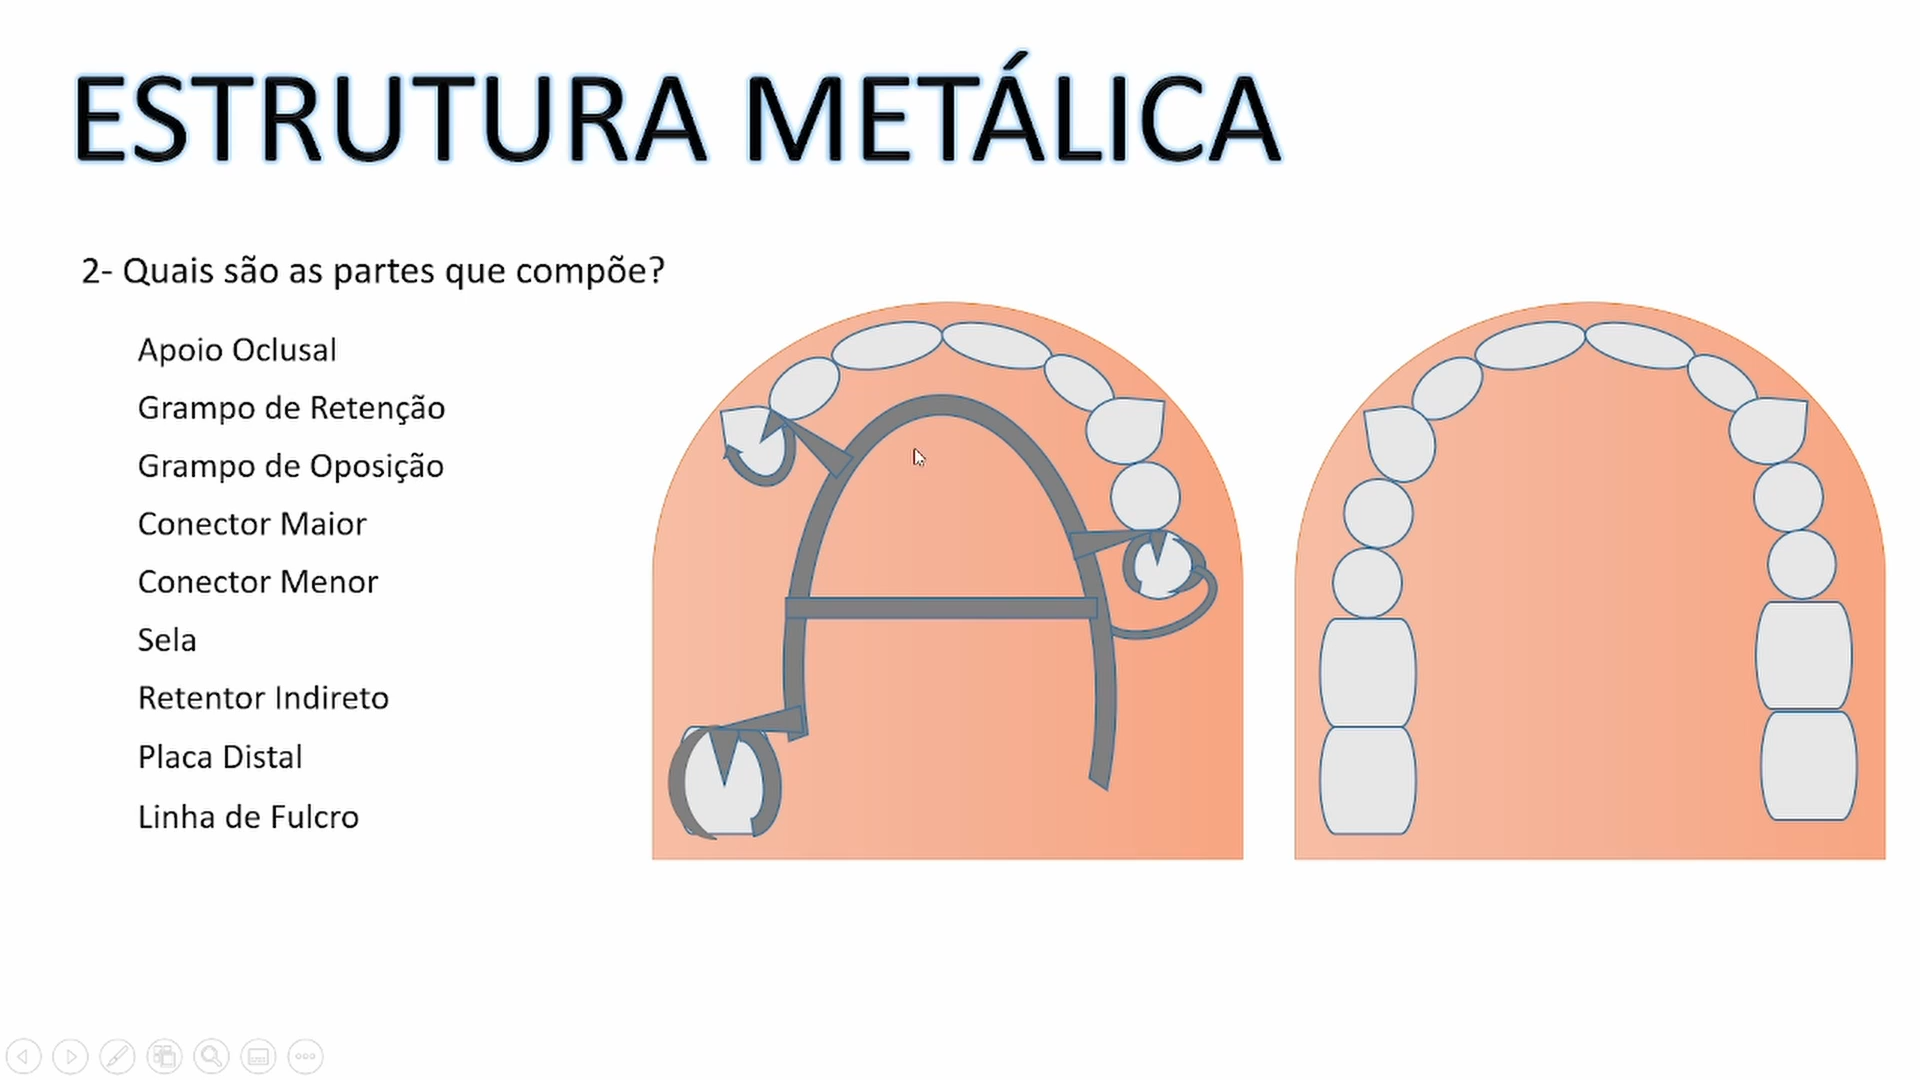 ESTRUTURA METÁLICA
2- Quais são as partes que compõe?
Apoio Oclusal
Grampo de Retenção
Grampo de Oposição
Conector Maior
Conector Menor
Sela
Retentor Indireto
Placa Distal
Linha de Fulcro